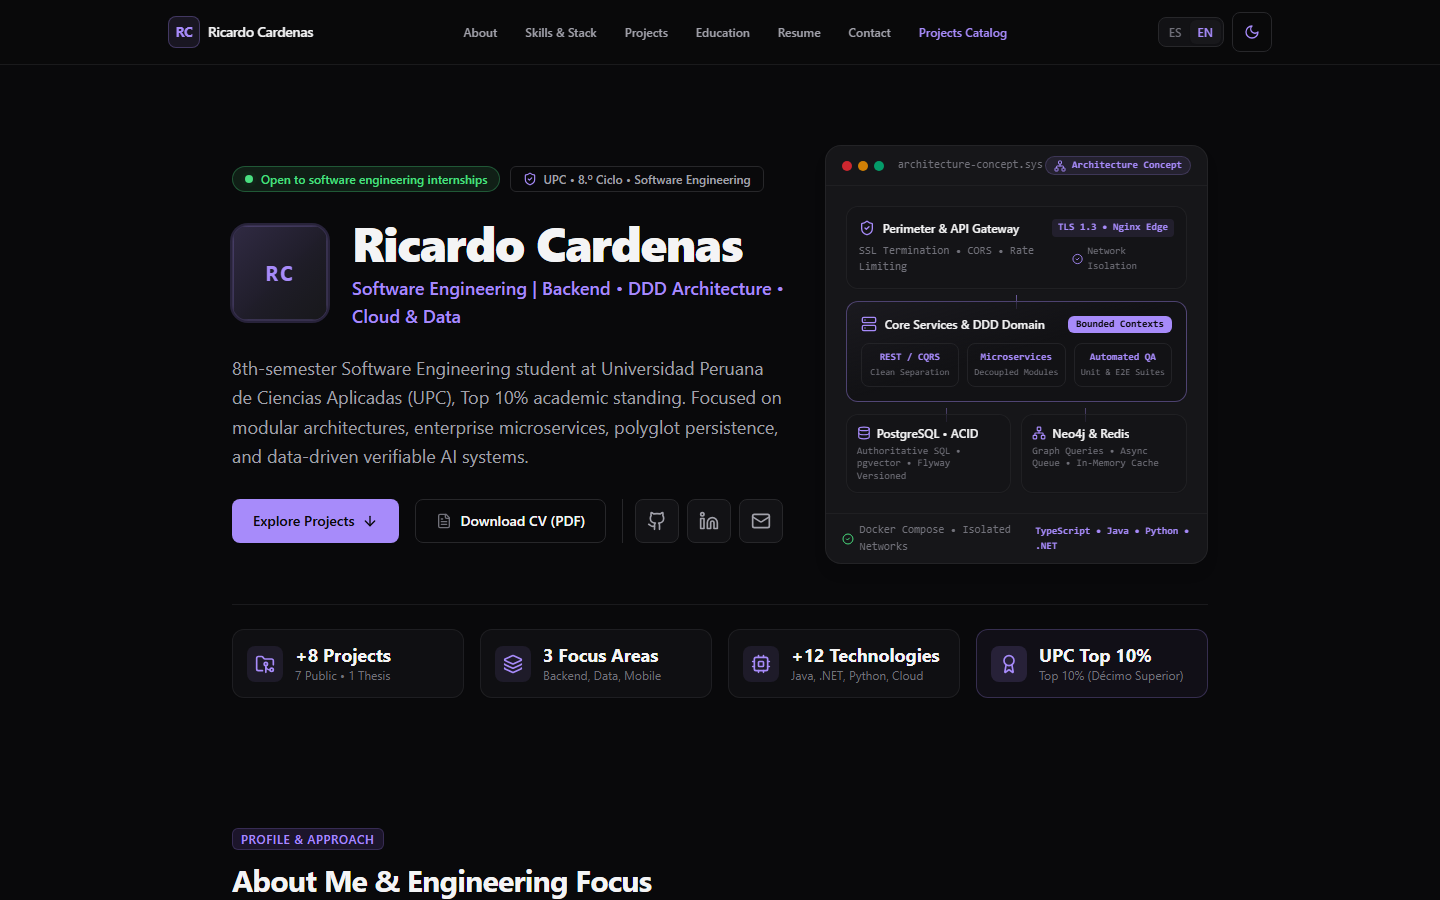 RC Ricardo Cardenas
About Skills & Stack Projects Education Resume Contact Projects Catalog
ES EN
Open to software engineering internships
UPC • 8.º Ciclo • Software Engineering
RC
Ricardo Cardenas
Software Engineering | Backend • DDD Architecture •
Cloud & Data
8th-semester Software Engineering student at Universidad Peruana
de Ciencias Aplicadas (UPC), Top 10% academic standing. Focused on
modular architectures, enterprise microservices, polyglot persistence,
and data-driven verifiable AI systems.
Explore Projects
Download CV (PDF)
architecture-concept.sys
Architecture Concept
Perimeter & API Gateway
SSL Termination • CORS • Rate
Limiting
TLS 1.3 • Nginx Edge
Network
Isolation
Core Services & DDD Domain
Bounded Contexts
REST / CQRS
Clean Separation
Microservices
Decoupled Modules
Automated QA
Unit & E2E Suites
PostgreSQL • ACID
Authoritative SQL •
pgvector • Flyway
Versioned
Neo4j & Redis
Graph Queries • Async
Queue • In-Memory Cache
Docker Compose • Isolated
Networks
TypeScript • Java • Python •
.NET
+8 Projects
7 Public • 1 Thesis
3 Focus Areas
Backend, Data, Mobile
+12 Technologies
Java, .NET, Python, Cloud
UPC Top 10%
Top 10% (Décimo Superior)
PROFILE & APPROACH
About Me & Engineering Focus